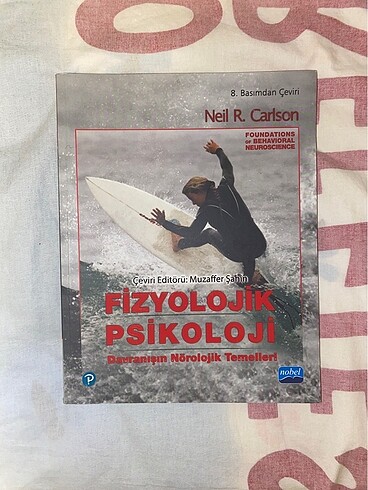 8. Basımdan Çeviri
Neil R. Carlson
FOUNDATIONS
OF BEHAVIORAL
NEUROSCIENCE
Çeviri Editörü: Muzaffer Şahin
FİZYOLOJİK
PSİKOLOJİ
Davranışın Nörolojik Temelleri
P
nobel